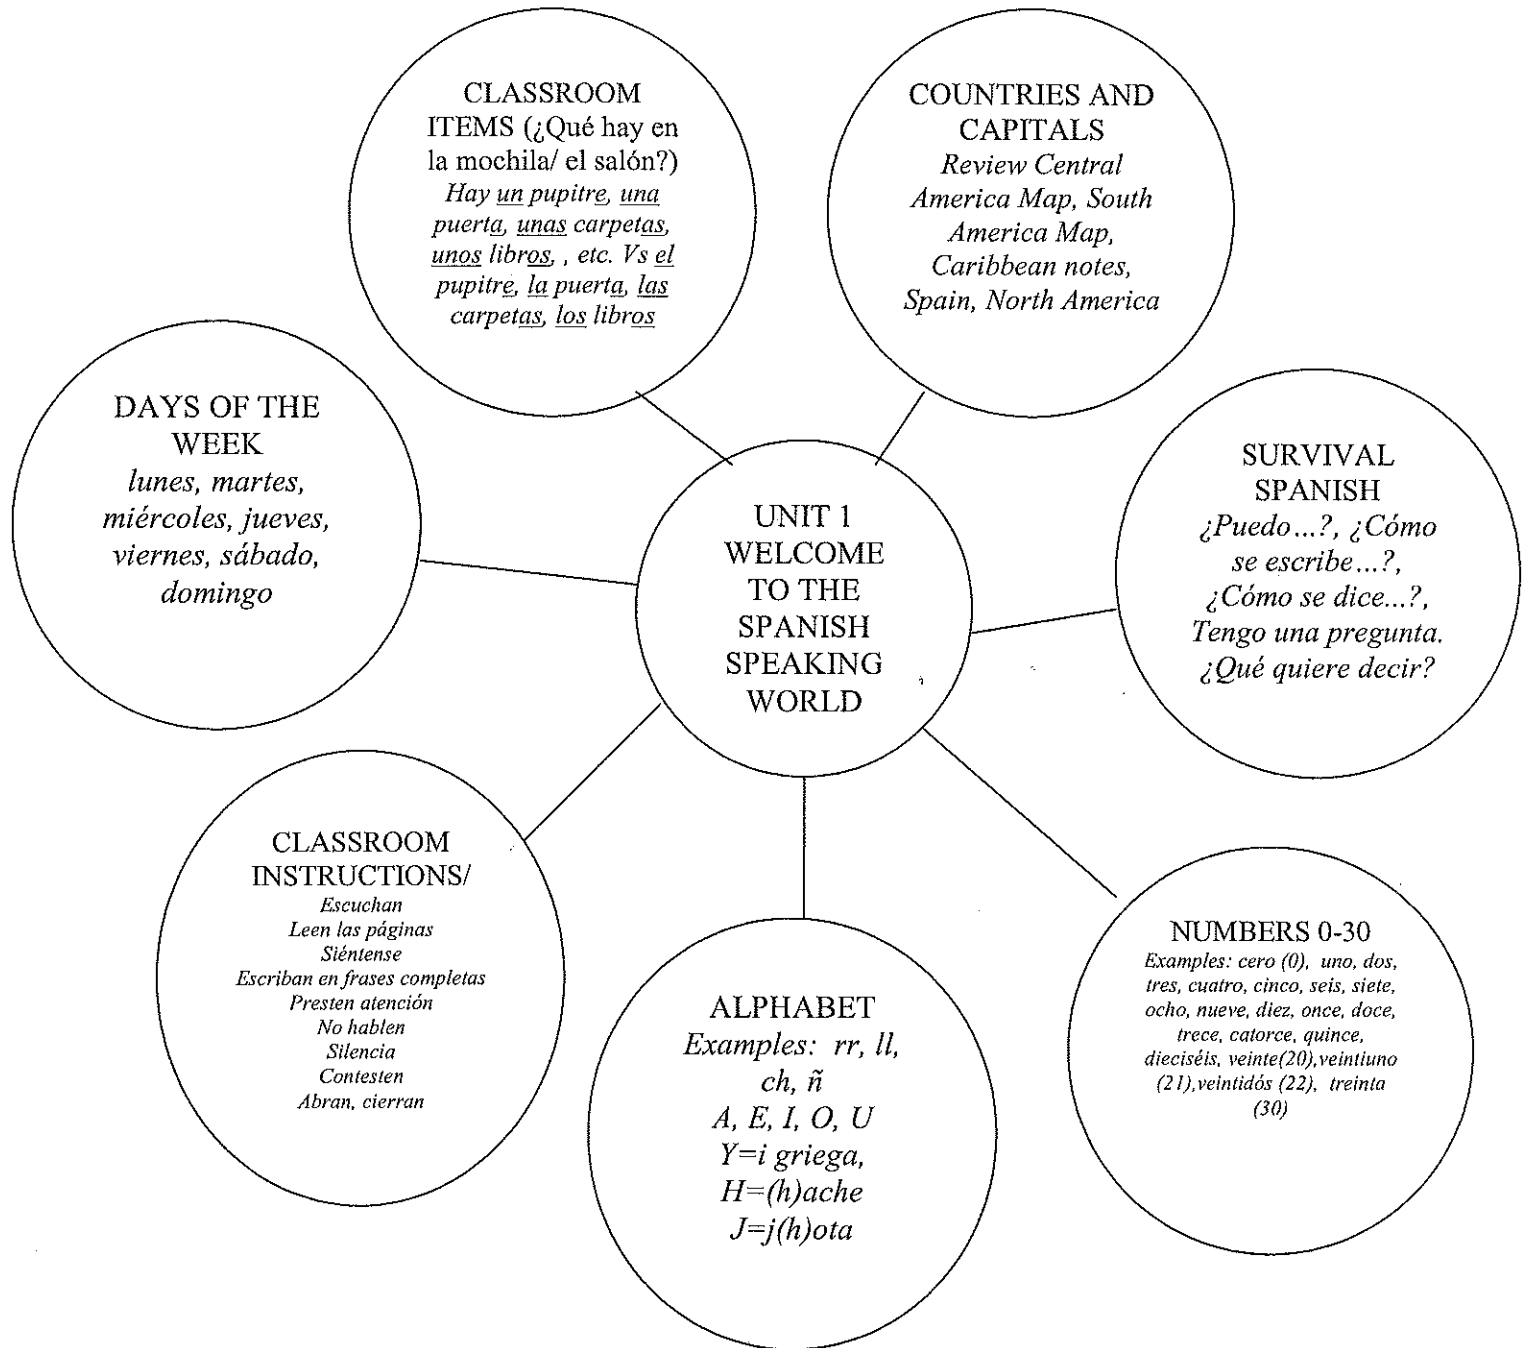 CLASSROOM
ITEMS (¿Qué hay en
la mochila/ el salón?)
Hay un pupitre, una
puerta, unas carpetas,
unos libros, , etc. Vs el
pupitre, la puerta, las
carpetas, los libros
COUNTRIES AND
CAPITALS
Review Central
America Map, South
America Map,
Caribbean notes,
Spain, North America
DAYS OF THE
WEEK
lunes, martes,
miércoles, jueves,
viernes, sábado,
domingo
UNIT 1
WELCOME
TO THE
SPANISH
SPEAKING
WORLD
SURVIVAL
SPANISH
¿Puedo...?, ¿Cómo
se escribe...?,
¿Cómo se dice...?,
Tengo una pregunta.
¿Qué quiere decir?
CLASSROOM
INSTRUCTIONS/
Escuchan
Leen las páginas
Siéntense
Escriban en frases completas
Presten atención
No hablen
Silencia
Contesten
Abran, cierran
ALPHABET
Examples: rr, ll,
ch, ñ
A, E, I, O, U
Y=i griega,
H=(h)ache
J=j(h)ota
NUMBERS 0-30
Examples: cero (0), uno, dos,
tres, cuatro, cinco, seis, siete,
ocho, nueve, diez, once, doce,
trece, catorce, quince,
dieciséis, veinte(20),veintiuno
(21),veintidós (22), treinta
(30)